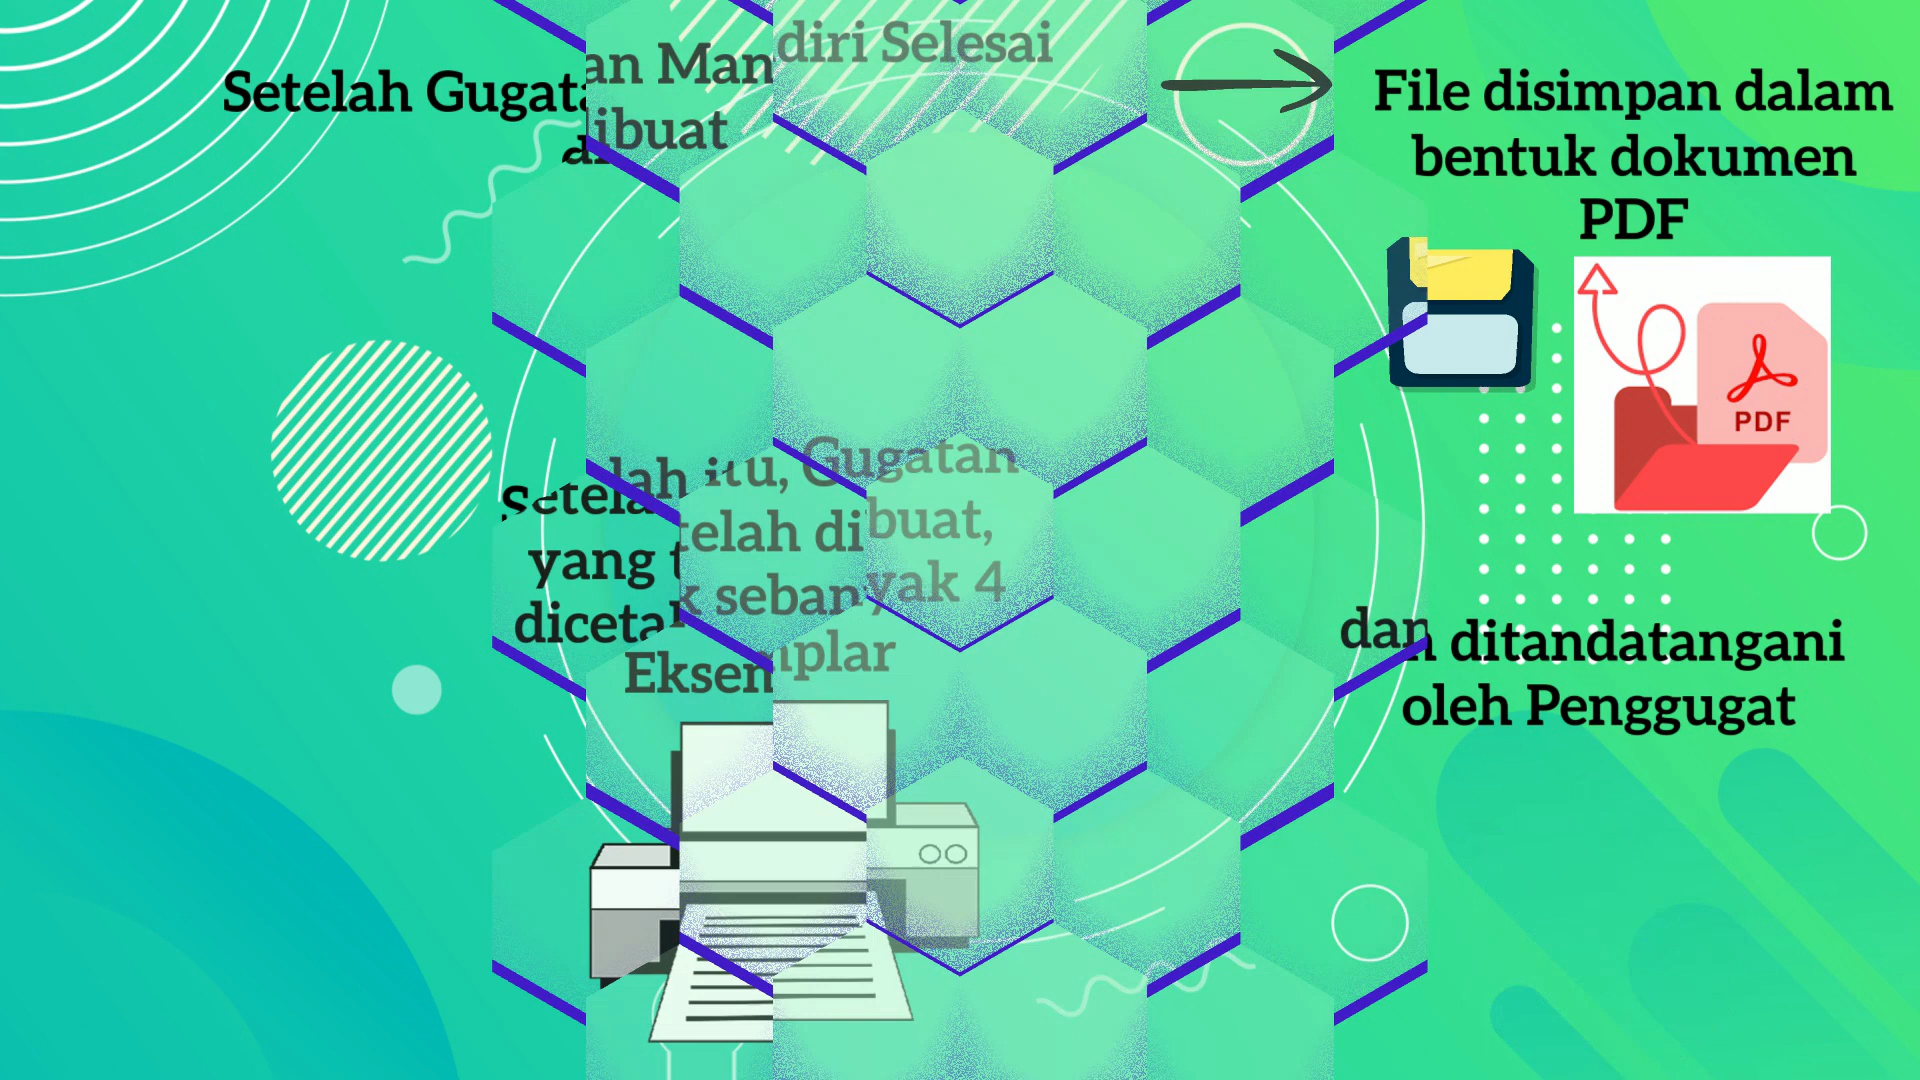 Setelah Gugatan Mandiri Selesai
dibuat
File disimpan dalam
bentuk dokumen
PDF
PDF
Setelah itu, Gugatan
yang telah dibuat,
dicetak sebanyak 4
Eksemplar
dan ditandatangani
oleh Penggugat